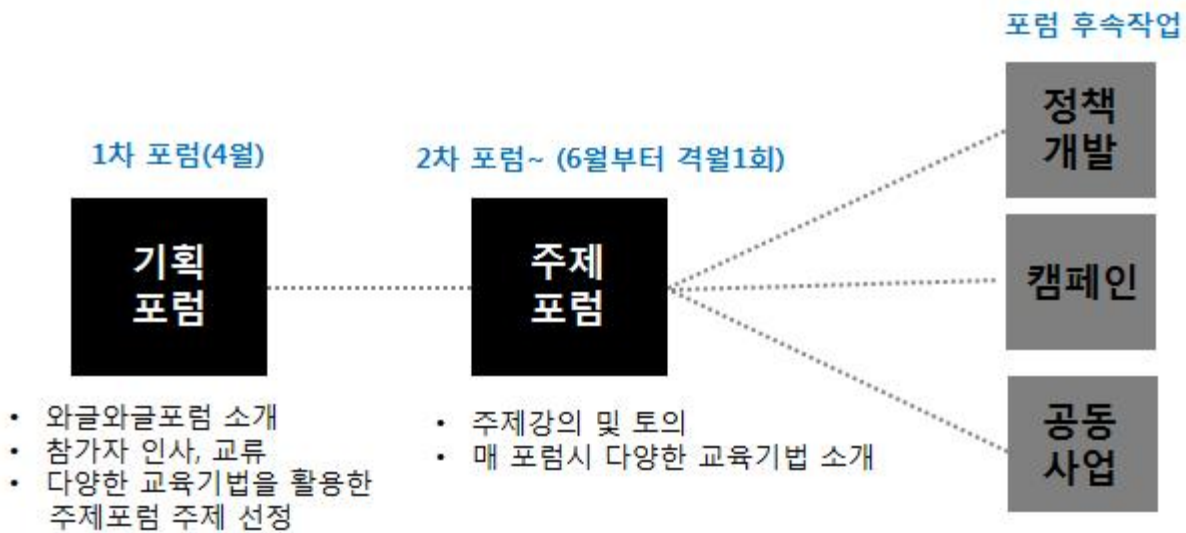 포럼 후속작업
정책
개발
1차 포럼(4월)
2차 포럼~ (6월부터 격월1회)
기획
포럼
주제
포럼
캠페인
• 와글와글포럼 소개
• 참가자 인사, 교류
• 다양한 교육기법을 활용한
주제포럼 주제 선정
• 주제강의 및 토의
• 매 포럼시 다양한 교육기법 소개
공동
사업